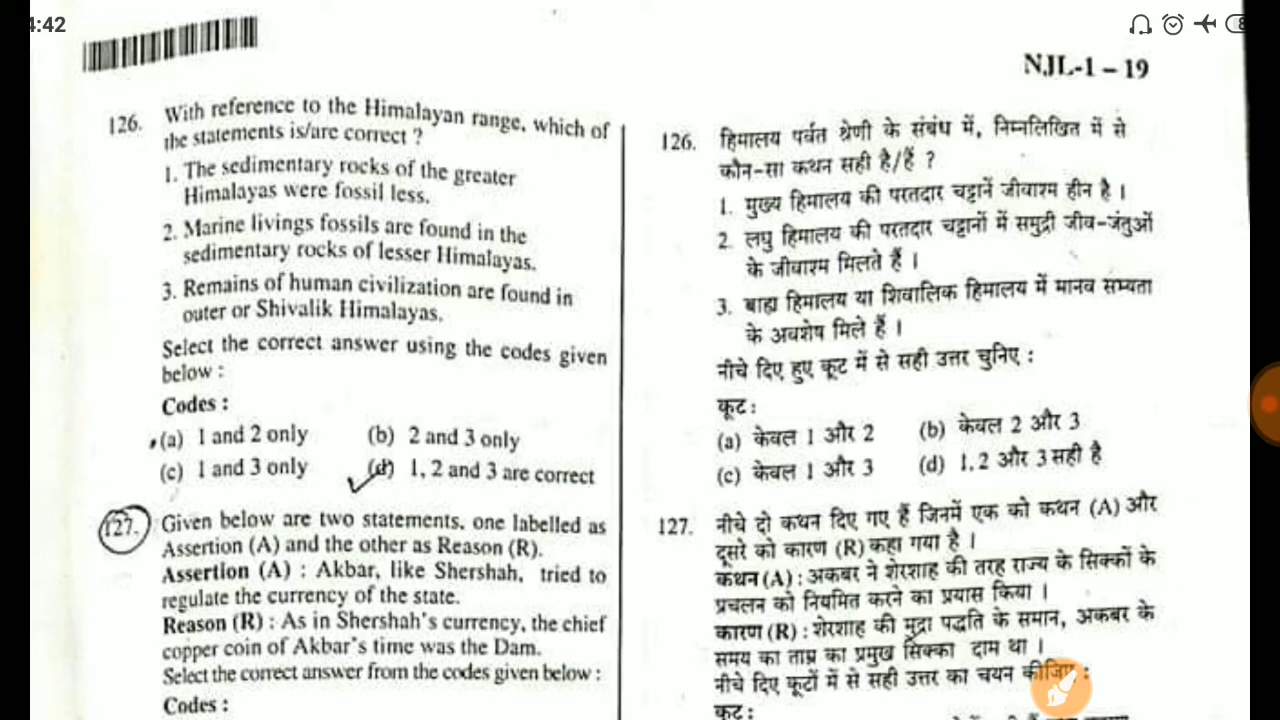 4:42
NJL-1 – 19
126. With reference to the Himalayan range, which of
the statements is/are correct ?
1. The sedimentary rocks of the greater
Himalayas were fossil less.
2. Marine livings fossils are found in the
sedimentary rocks of lesser Himalayas.
3. Remains of human civilization are found in
outer or Shivalik Himalayas.
Select the correct answer using the codes given
below :
Codes :
(a) 1 and 2 only (b) 2 and 3 only
(c) 1 and 3 only (d) 1, 2 and 3 are correct
127. Given below are two statements, one labelled as
Assertion (A) and the other as Reason (R).
Assertion (A) : Akbar, like Shershah, tried to
regulate the currency of the state.
Reason (R) : As in Shershah's currency, the chief
copper coin of Akbar's time was the Dam.
Select the correct answer from the codes given below :
Codes :
126. हिमालय पर्वत श्रेणी के संबंध में, निम्नलिखित में से
कौन-सा कथन सही है/हैं ?
1. मुख्य हिमालय की परतदार चट्टानें जीवाश्म हीन है ।
2. लघु हिमालय की परतदार चट्टानों में समुद्री जीव-जंतुओं
के जीवाश्म मिलते हैं ।
3. बाह्य हिमालय या शिवालिक हिमालय में मानव सभ्यता
के अवशेष मिले हैं ।
नीचे दिए हुए कूट में से सही उत्तर चुनिए :
कूट :
(a) केवल 1 और 2 (b) केवल 2 और 3
(c) केवल 1 और 3 (d) 1, 2 और 3 सही है
127. नीचे दो कथन दिए गए हैं जिनमें एक को कथन (A) और
दूसरे को कारण (R) कहा गया है ।
कथन (A) : अकबर ने शेरशाह की तरह राज्य के सिक्कों के
प्रचलन को नियमित करने का प्रयास किया ।
कारण (R) : शेरशाह की मुद्रा पद्धति के समान, अकबर के
समय का ताम्र का प्रमुख सिक्का दाम था ।
नीचे दिए कूटों में से सही उत्तर का चयन कीजिए :
कूट :